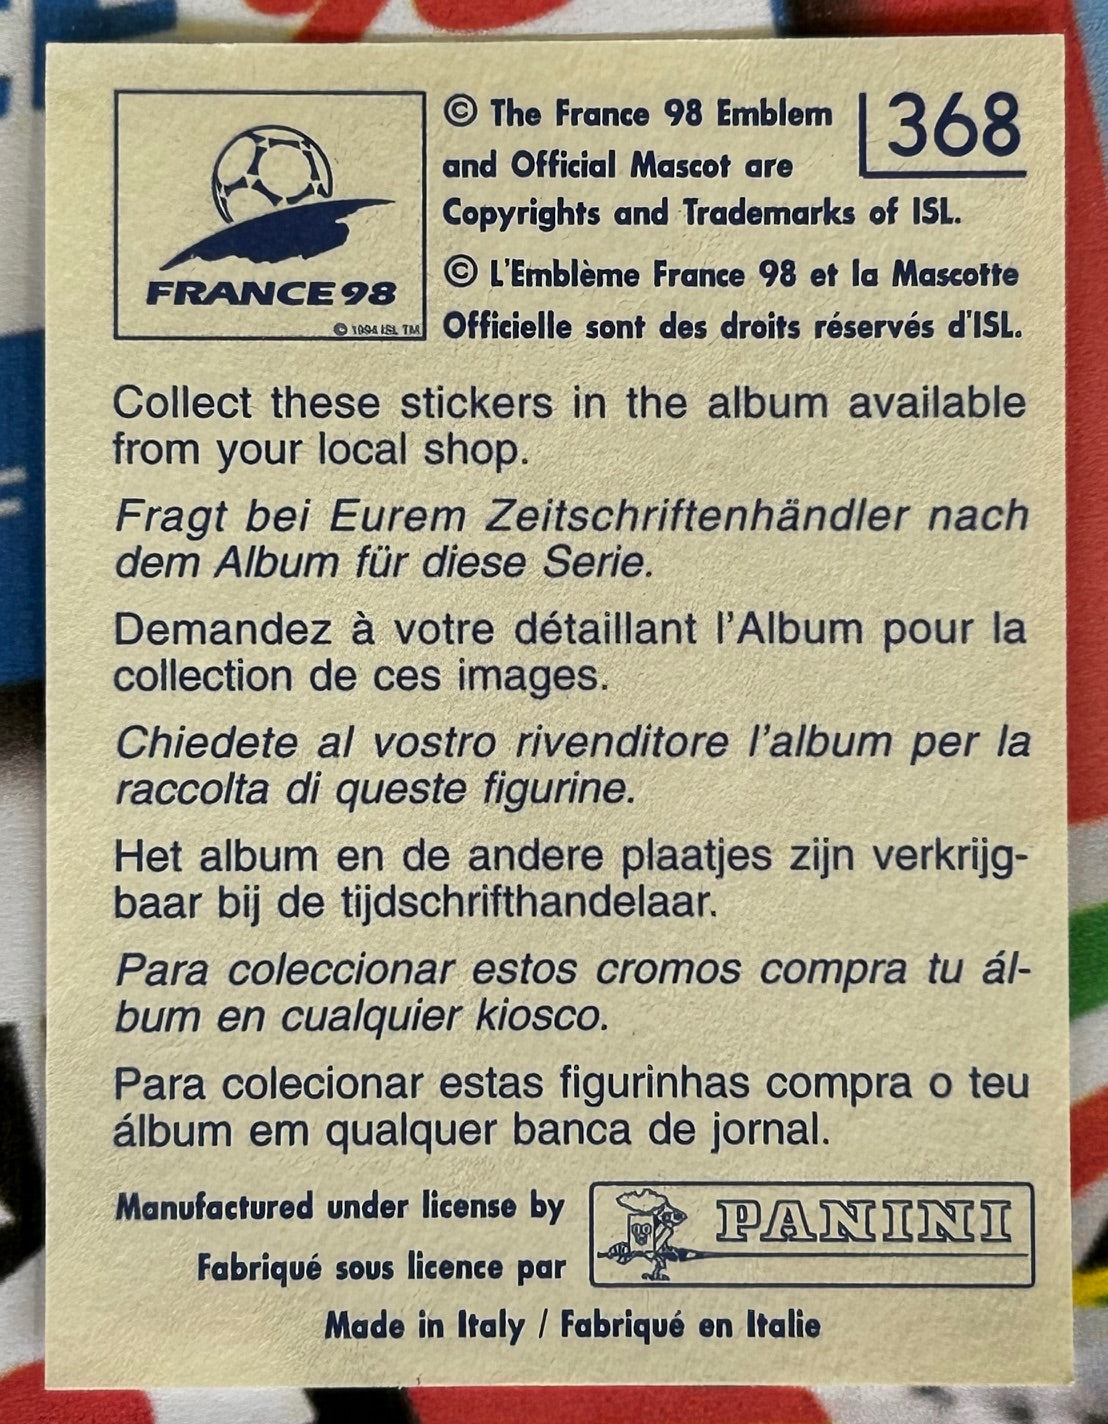 © The France 98 Emblem
and Official Mascot are
Copyrights and Trademarks of ISL.
© L'Emblème France 98 et la Mascotte
Officielle sont des droits réservés d'ISL.
368
FRANCE 98
© 1994 ISL TM
Collect these stickers in the album available
from your local shop.
Fragt bei Eurem Zeitschriftenhändler nach
dem Album für diese Serie.
Demandez à votre détaillant l'Album pour la
collection de ces images.
Chiedete al vostro rivenditore l'album per la
raccolta di queste figurine.
Het album en de andere plaatjes zijn verkrijg-
baar bij de tijdschrifthandelaar.
Para coleccionar estos cromos compra tu ál-
bum en cualquier kiosco.
Para colecionar estas figurinhas compra o teu
álbum em qualquer banca de jornal.
Manufactured under license by
Fabriqué sous licence par
PANINI
Made in Italy / Fabriqué en Italie